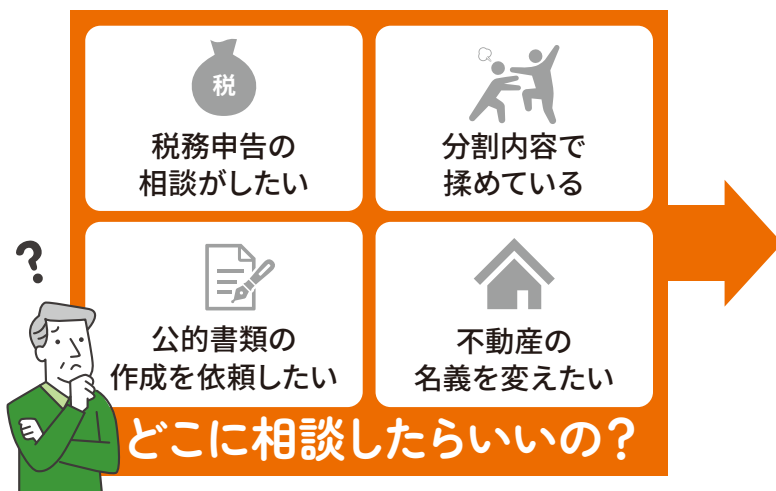 税
税務申告の
相談がしたい
分割内容で
揉めている
公的書類の
作成を依頼したい
不動産の
名義を変えたい
?
どこに相談したらいいの?